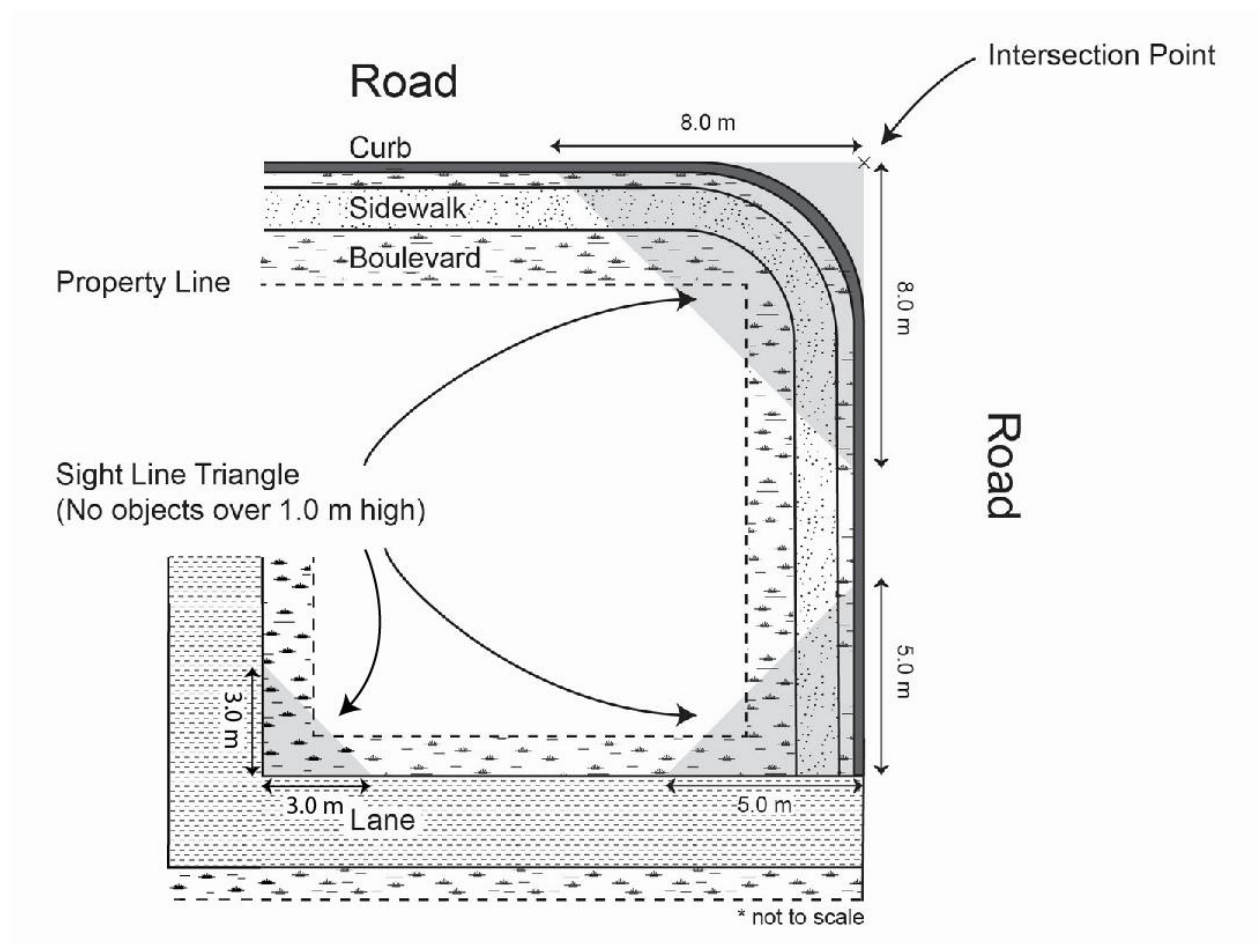 Intersection Point
Road
8.0 m
Curb
Sidewalk
Boulevard
Property Line
8.0 m
Road
Sight Line Triangle
(No objects over 1.0 m high)
5.0 m
3.0 m
3.0 m
5.0 m
Lane
* not to scale